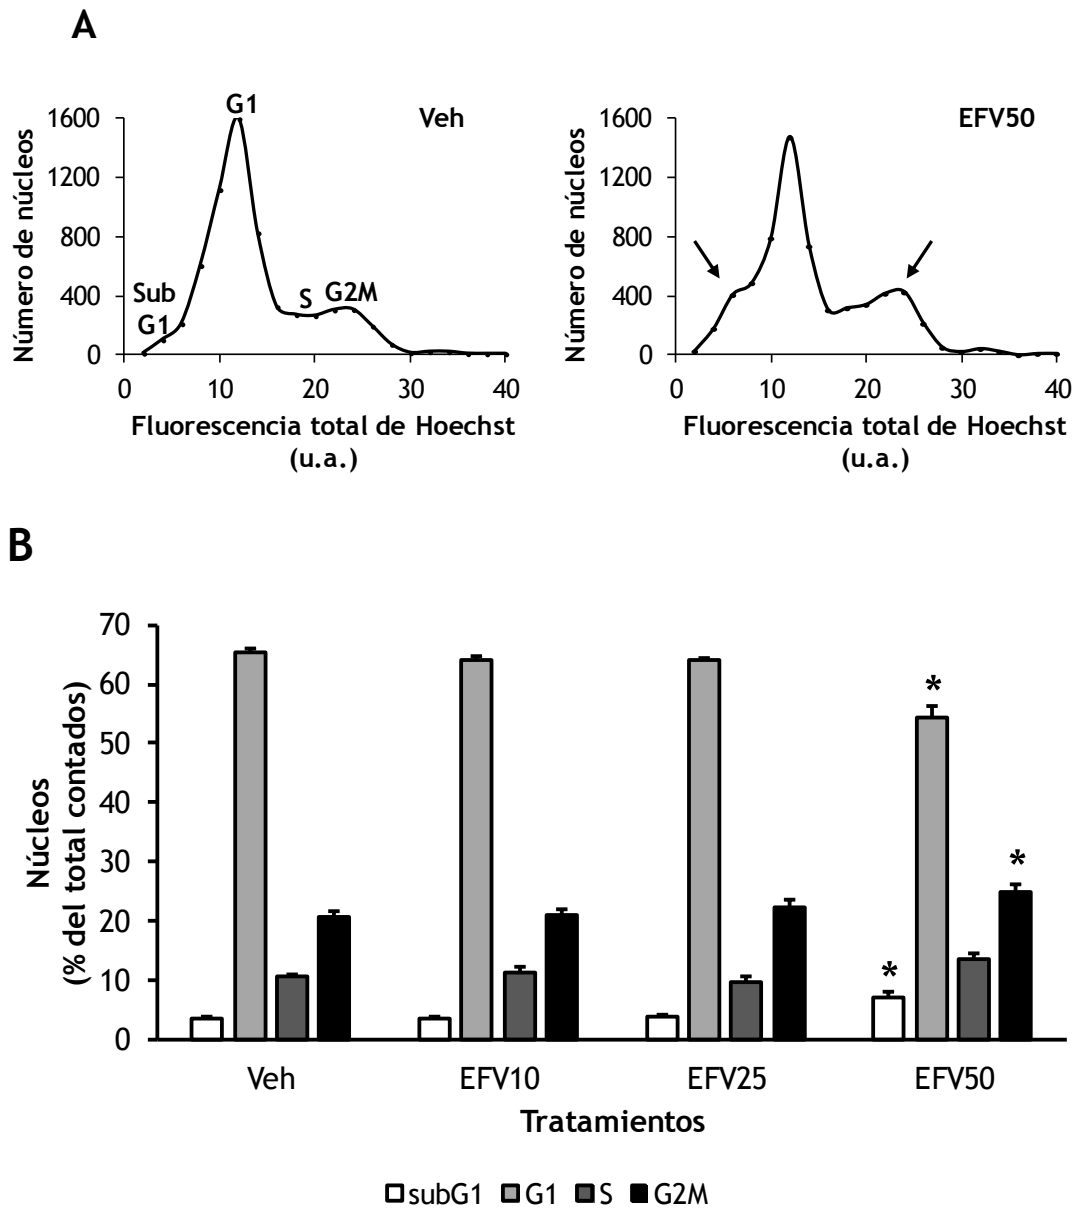 A
Veh
Número de núcleos
1600
1200
800
400
0
G1
Sub
G1
S
G2M
0
10
20
30
40
Fluorescencia total de Hoechst
(u.a.)
EFV50
Número de núcleos
1600
1200
800
400
0
0
10
20
30
40
Fluorescencia total de Hoechst
(u.a.)
B
Núcleos
(% del total contados)
70
60
50
40
30
20
10
0
*
*
*
Veh
EFV10
EFV25
EFV50
Tratamientos
subG1
G1
S
G2M